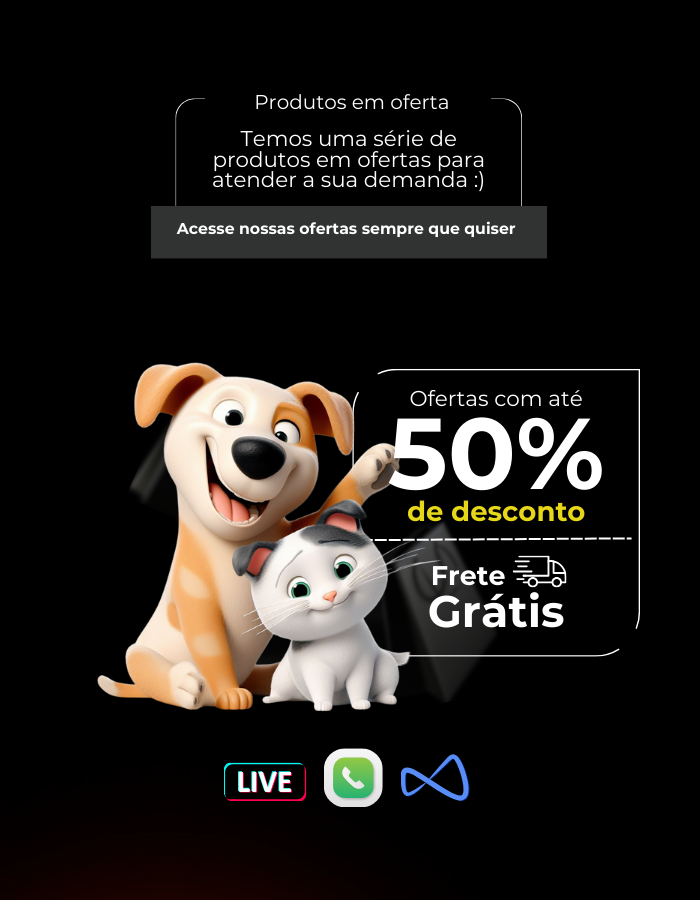 Produtos em oferta
Temos uma série de
produtos em ofertas para
atender a sua demanda :)
Acesse nossas ofertas sempre que quiser
Ofertas com até
50%
de desconto
Frete
Grátis
LIVE